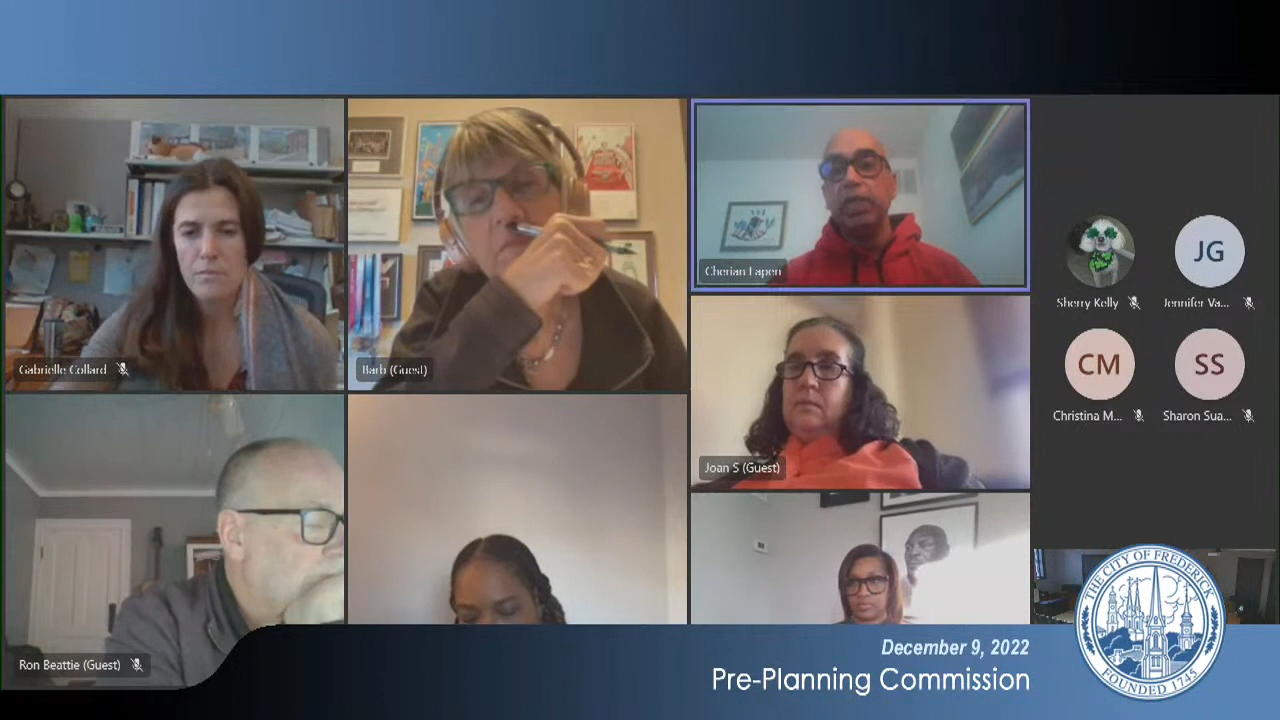 Gabrielle Collard
Barb (Guest)
Cherian Eapen
Sherry Kelly
JG
Jennifer Va...
CM
Christina M...
SS
Sharon Sua...
Joan S (Guest)
Ron Beattie (Guest)
December 9, 2022
Pre-Planning Commission
THE CITY OF FREDERICK
FOUNDED 1745